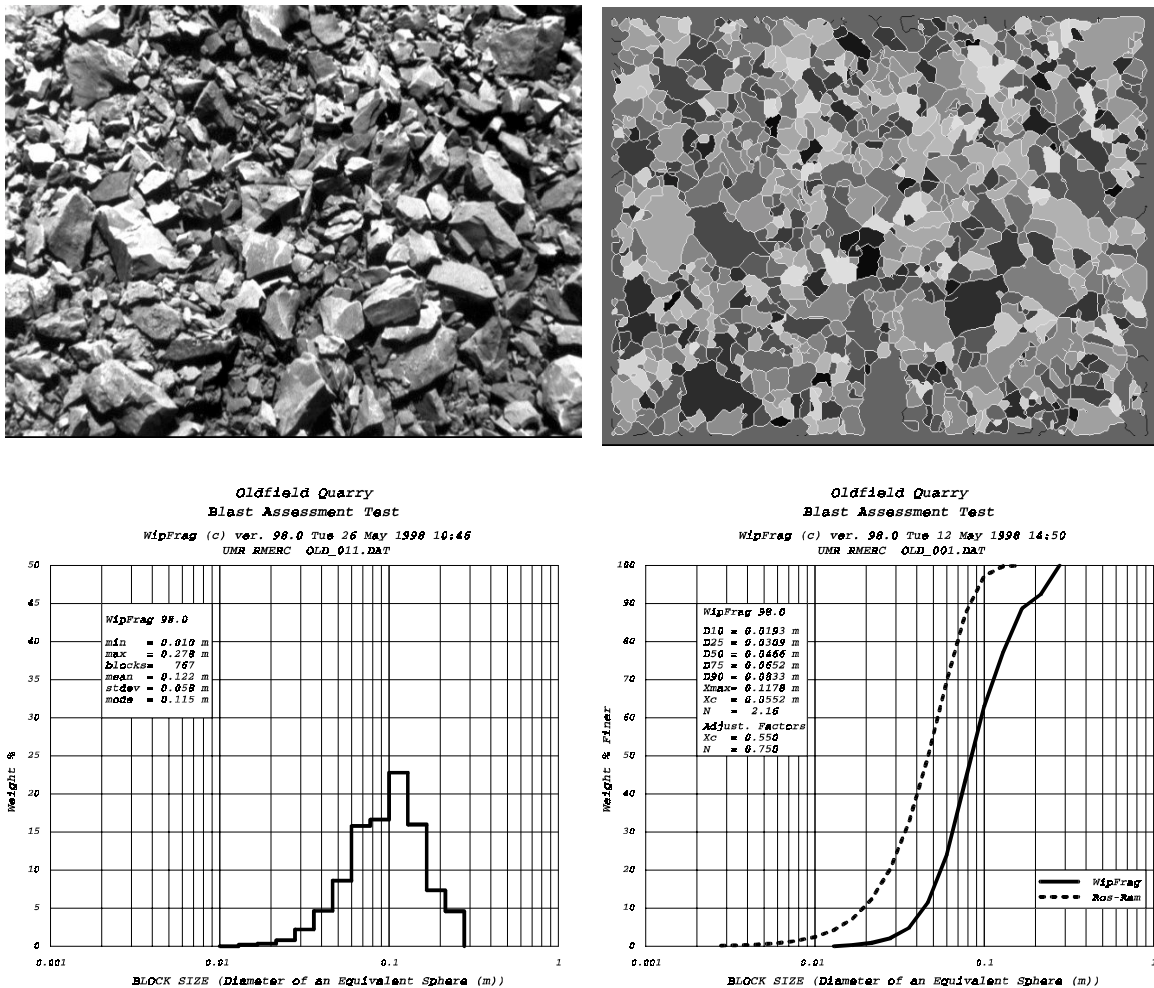 Oldfield Quarry
Blast Assessment Test
WipFrag (c) ver. 98.0 Tue 26 May 1998 10:46
UMR RMERC OLD_011.DAT
50
45
40
35
30
25
20
15
10
5
0
Weight %
WipFrag 98.0
min = 0.010 m
max = 0.278 m
blocks= 767
mean = 0.122 m
stdev = 0.058 m
mode = 0.115 m
0.001
0.01
0.1
1
BLOCK SIZE (Diameter of an Equivalent Sphere (m))
Oldfield Quarry
Blast Assessment Test
WipFrag (c) ver. 98.0 Tue 12 May 1998 14:50
UMR RMERC OLD_001.DAT
100
90
80
70
60
50
40
30
20
10
0
Weight % Finer
WipFrag 98.0
D10 = 0.0193 m
D25 = 0.0309 m
D50 = 0.0466 m
D75 = 0.0652 m
D90 = 0.0833 m
Xmax= 0.1178 m
Xc = 0.0552 m
N = 2.16
Adjust. Factors
Xc = 0.550
N = 0.750
WipFrag
Ros-Ram
0.001
0.01
0.1
1
BLOCK SIZE (Diameter of an Equivalent Sphere (m))